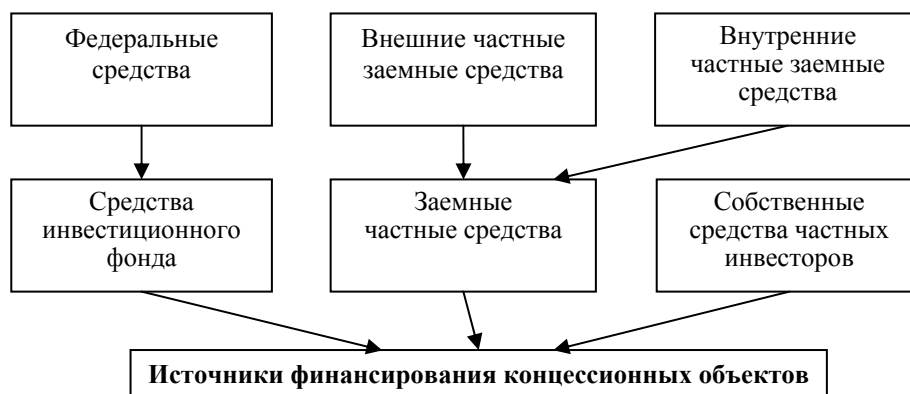 Федеральные
средства
Внешние частные
заемные средства
Внутренние
частные заемные
средства
Средства
инвестиционного
фонда
Заемные
частные средства
Собственные
средства частных
инвесторов
Источники финансирования концессионных объектов